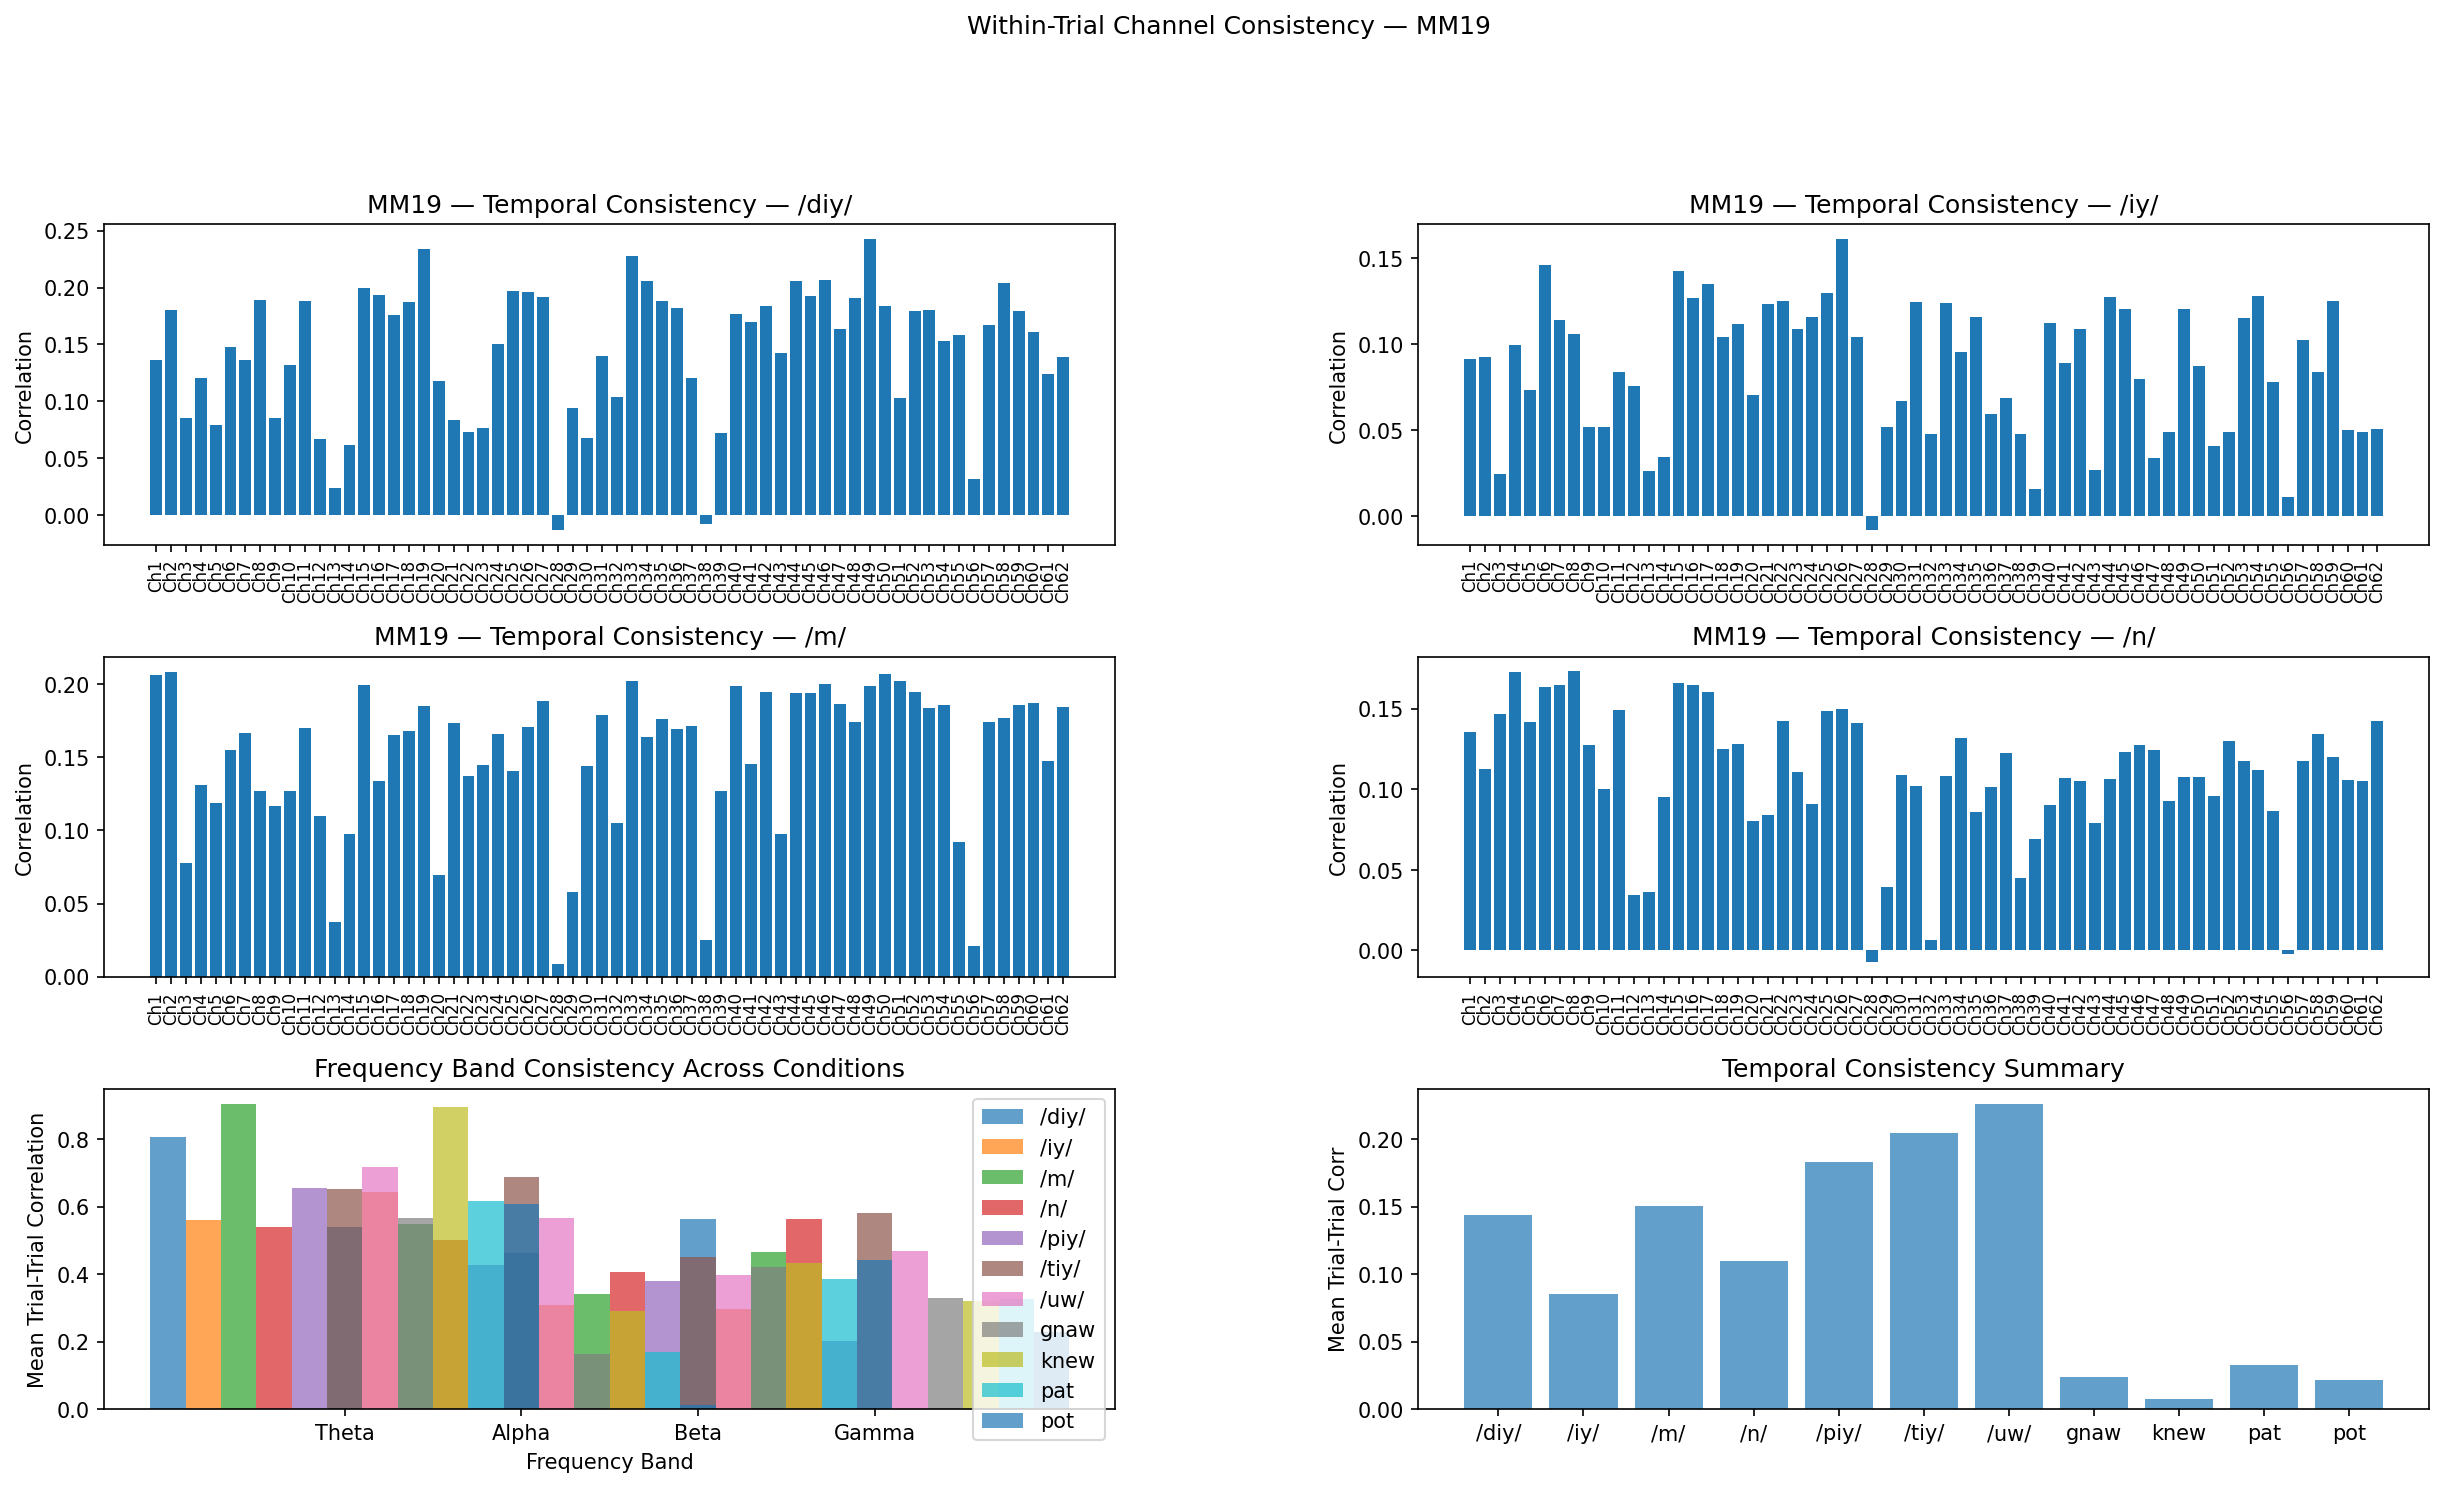 Within-Trial Channel Consistency — MM19
MM19 — Temporal Consistency — /diy/
Correlation
0.25
0.20
0.15
0.10
0.05
0.00
Ch1 Ch2 Ch3 Ch4 Ch5 Ch6 Ch7 Ch8 Ch9 Ch10 Ch11 Ch12 Ch13 Ch14 Ch15 Ch16 Ch17 Ch18 Ch19 Ch20 Ch21 Ch22 Ch23 Ch24 Ch25 Ch26 Ch27 Ch28 Ch29 Ch30 Ch31 Ch32 Ch33 Ch34 Ch35 Ch36 Ch37 Ch38 Ch39 Ch40 Ch41 Ch42 Ch43 Ch44 Ch45 Ch46 Ch47 Ch48 Ch49 Ch50 Ch51 Ch52 Ch53 Ch54 Ch55 Ch56 Ch57 Ch58 Ch59 Ch60 Ch61 Ch62
MM19 — Temporal Consistency — /iy/
Correlation
0.15
0.10
0.05
0.00
Ch1 Ch2 Ch3 Ch4 Ch5 Ch6 Ch7 Ch8 Ch9 Ch10 Ch11 Ch12 Ch13 Ch14 Ch15 Ch16 Ch17 Ch18 Ch19 Ch20 Ch21 Ch22 Ch23 Ch24 Ch25 Ch26 Ch27 Ch28 Ch29 Ch30 Ch31 Ch32 Ch33 Ch34 Ch35 Ch36 Ch37 Ch38 Ch39 Ch40 Ch41 Ch42 Ch43 Ch44 Ch45 Ch46 Ch47 Ch48 Ch49 Ch50 Ch51 Ch52 Ch53 Ch54 Ch55 Ch56 Ch57 Ch58 Ch59 Ch60 Ch61 Ch62
MM19 — Temporal Consistency — /m/
Correlation
0.20
0.15
0.10
0.05
0.00
Ch1 Ch2 Ch3 Ch4 Ch5 Ch6 Ch7 Ch8 Ch9 Ch10 Ch11 Ch12 Ch13 Ch14 Ch15 Ch16 Ch17 Ch18 Ch19 Ch20 Ch21 Ch22 Ch23 Ch24 Ch25 Ch26 Ch27 Ch28 Ch29 Ch30 Ch31 Ch32 Ch33 Ch34 Ch35 Ch36 Ch37 Ch38 Ch39 Ch40 Ch41 Ch42 Ch43 Ch44 Ch45 Ch46 Ch47 Ch48 Ch49 Ch50 Ch51 Ch52 Ch53 Ch54 Ch55 Ch56 Ch57 Ch58 Ch59 Ch60 Ch61 Ch62
MM19 — Temporal Consistency — /n/
Correlation
0.15
0.10
0.05
0.00
Ch1 Ch2 Ch3 Ch4 Ch5 Ch6 Ch7 Ch8 Ch9 Ch10 Ch11 Ch12 Ch13 Ch14 Ch15 Ch16 Ch17 Ch18 Ch19 Ch20 Ch21 Ch22 Ch23 Ch24 Ch25 Ch26 Ch27 Ch28 Ch29 Ch30 Ch31 Ch32 Ch33 Ch34 Ch35 Ch36 Ch37 Ch38 Ch39 Ch40 Ch41 Ch42 Ch43 Ch44 Ch45 Ch46 Ch47 Ch48 Ch49 Ch50 Ch51 Ch52 Ch53 Ch54 Ch55 Ch56 Ch57 Ch58 Ch59 Ch60 Ch61 Ch62
Frequency Band Consistency Across Conditions
Mean Trial-Trial Correlation
0.8
0.6
0.4
0.2
0.0
Theta Alpha Beta Gamma
Frequency Band
/diy/
/iy/
/m/
/n/
/piy/
/tiy/
/uw/
gnaw
knew
pat
pot
Temporal Consistency Summary
Mean Trial-Trial Corr
0.20
0.15
0.10
0.05
0.00
/diy/ /iy/ /m/ /n/ /piy/ /tiy/ /uw/ gnaw knew pat pot